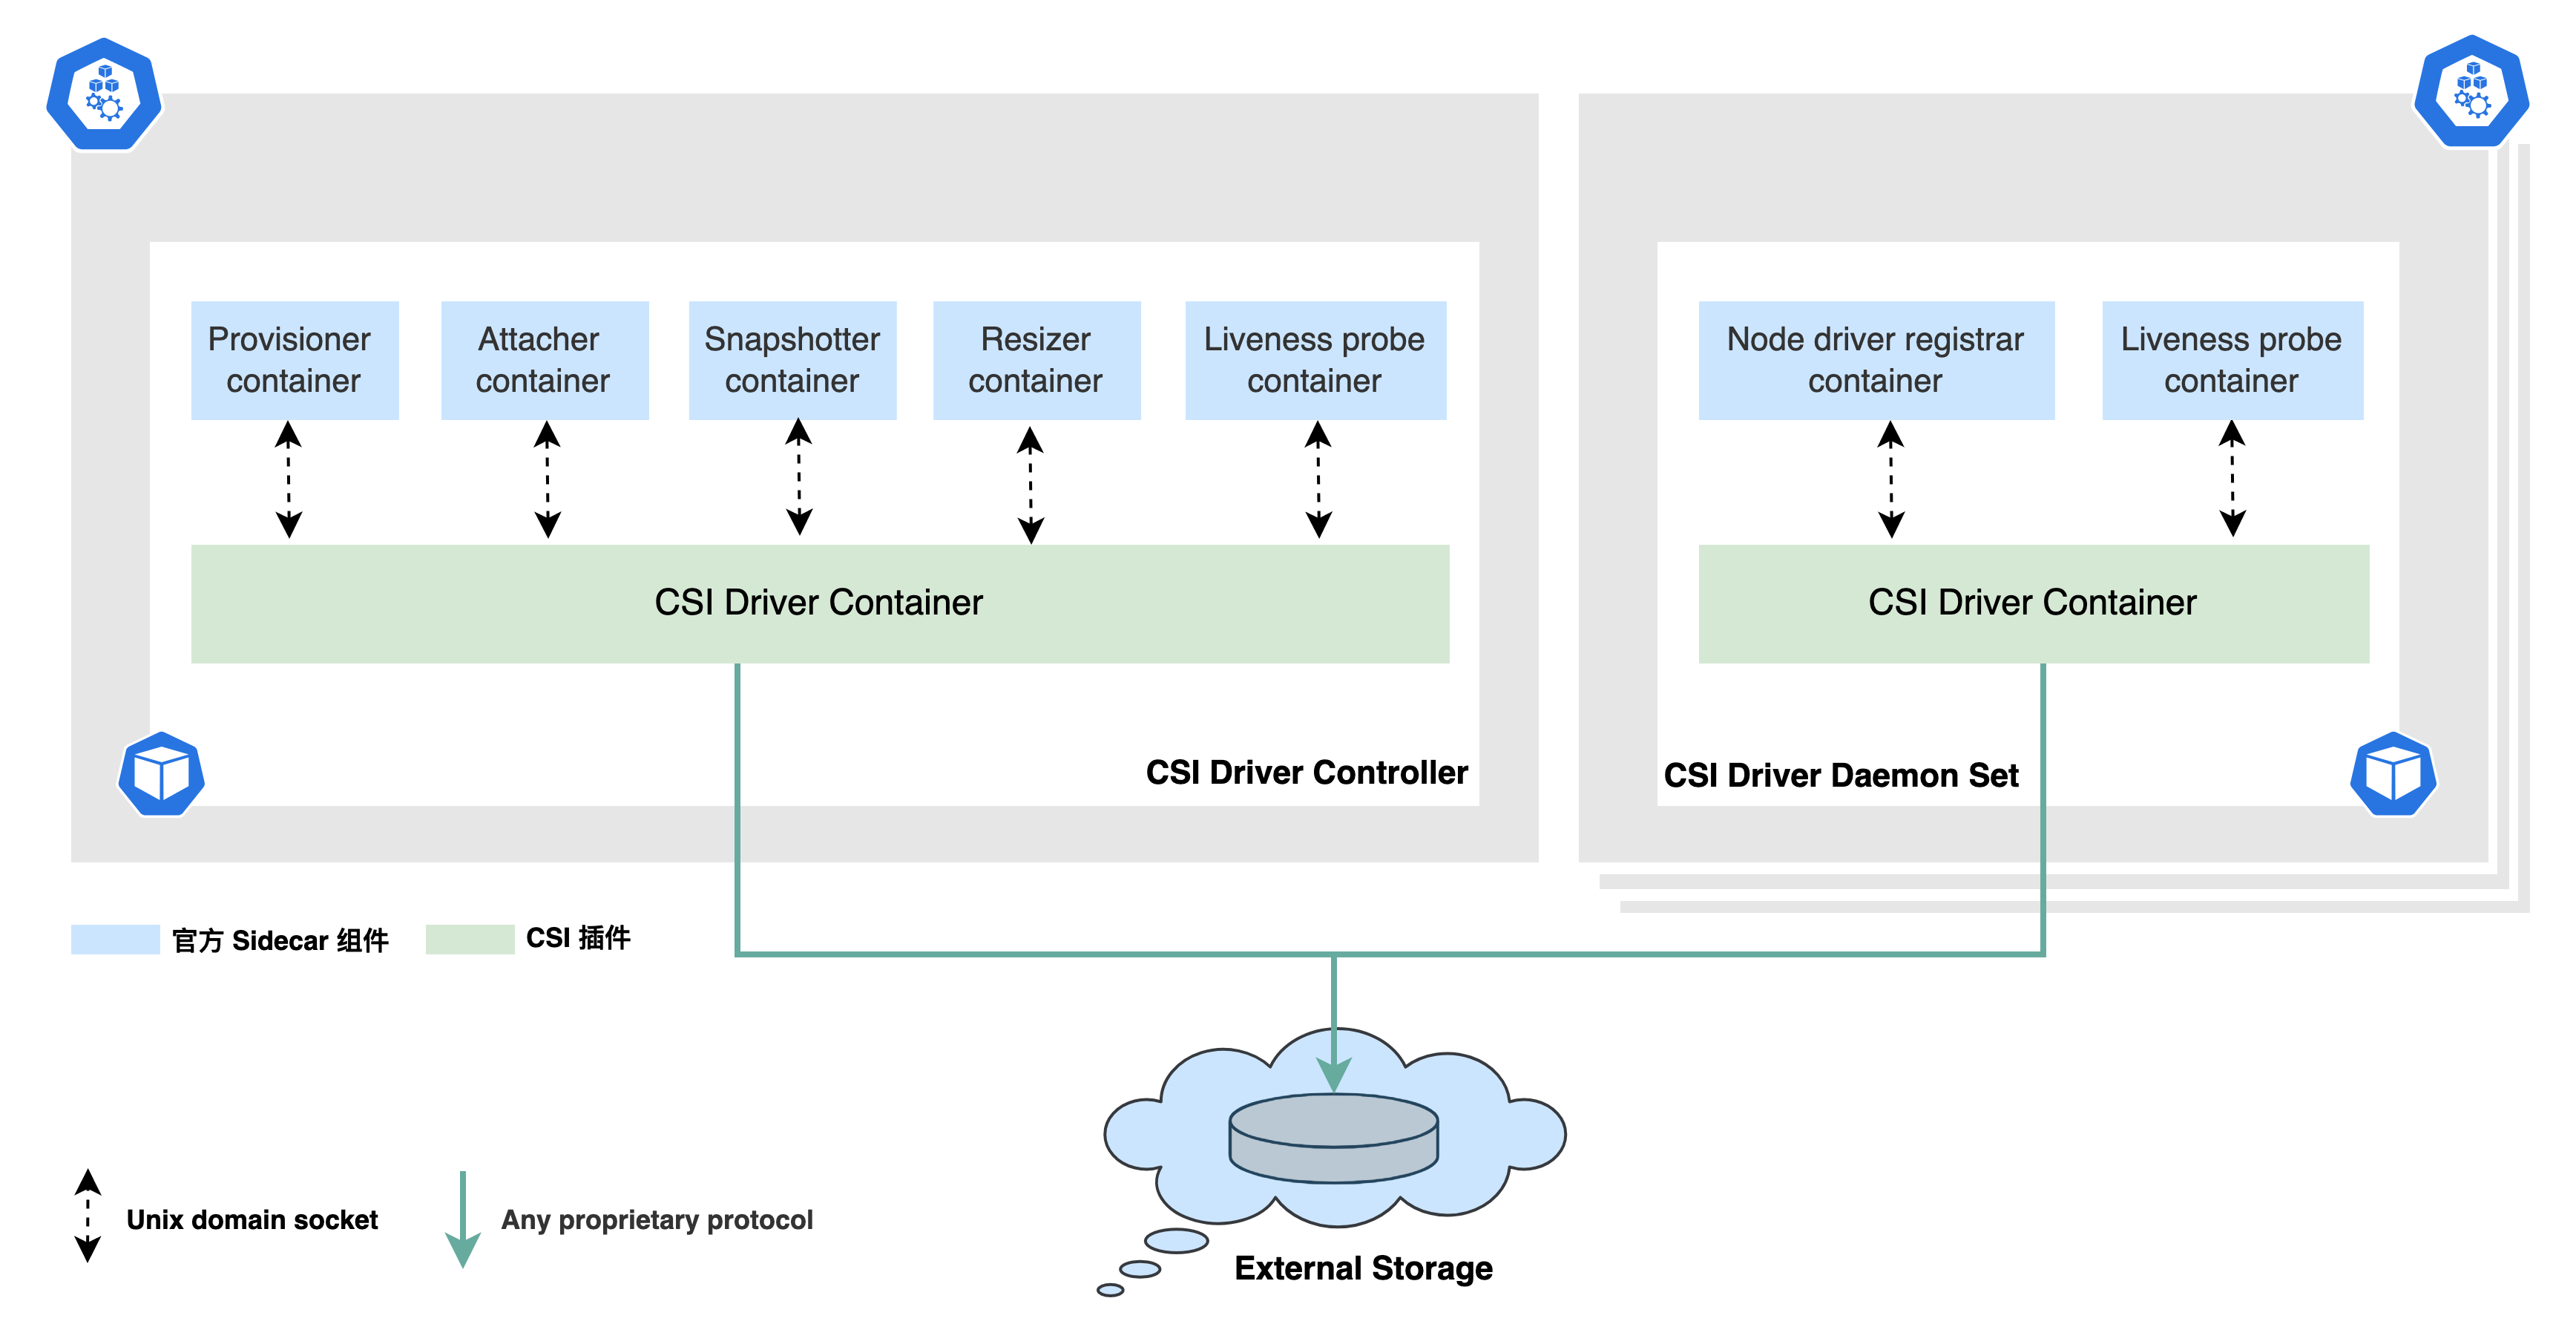 Provisioner
container
Attacher
container
Snapshotter
container
Resizer
container
Liveness probe
container
CSI Driver Container
CSI Driver Controller
Node driver registrar
container
Liveness probe
container
CSI Driver Container
CSI Driver Daemon Set
官方 Sidecar 组件
CSI 插件
Unix domain socket
Any proprietary protocol
External Storage